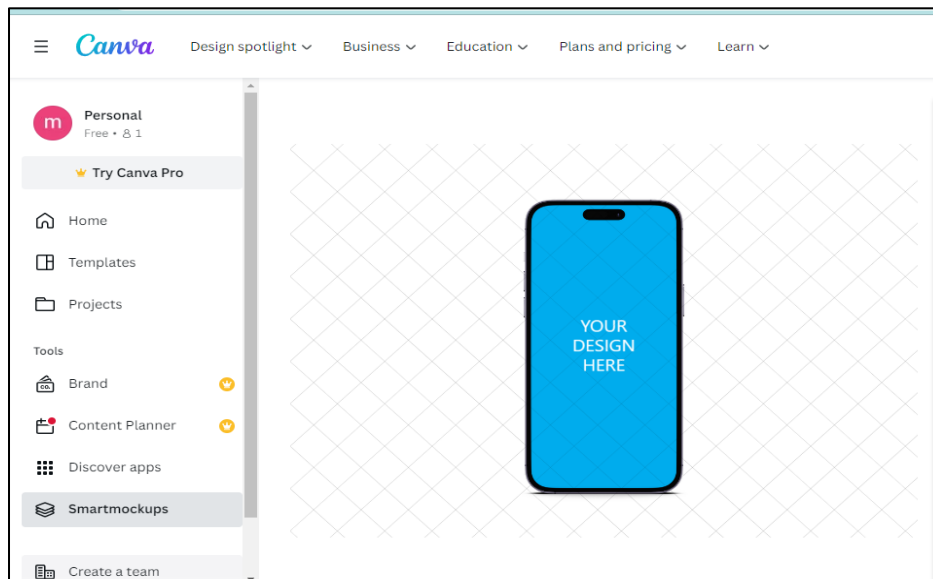 Canva
Design spotlight
Business
Education
Plans and pricing
Learn
m
Personal
Free • 1
Try Canva Pro
Home
Templates
Projects
Tools
CO.
Brand
Content Planner
Discover apps
Smartmockups
Create a team
YOUR
DESIGN
HERE